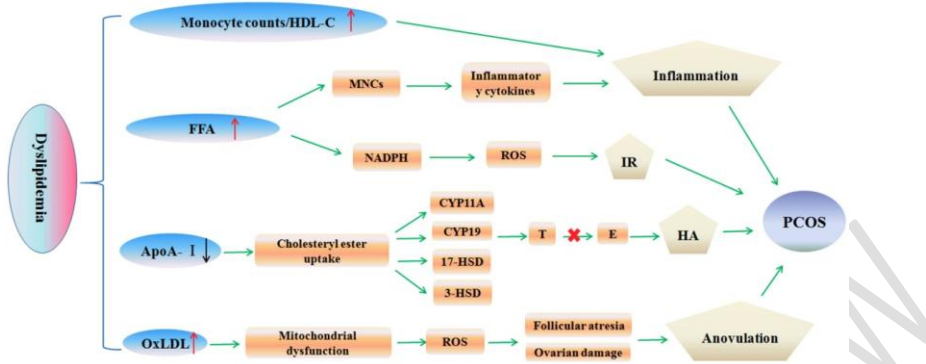 Monocyte counts/HDL-C
Dyslipidemia
FFA
MNCs
Inflammator
y cytokines
Inflammation
NADPH
ROS
IR
PCOS
ApoA- Ⅰ
Cholesteryl ester
uptake
CYP11A
CYP19
17-HSD
3-HSD
T
E
HA
OxLDL
Mitochondrial
dysfunction
ROS
Follicular atresia
Ovarian damage
Anovulation